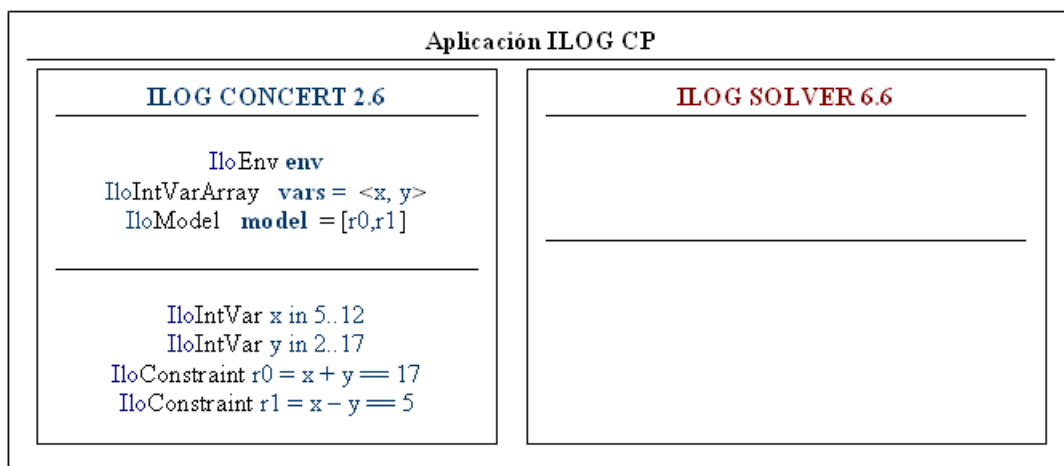 Aplicación ILOG CP
ILOG CONCERT 2.6
IloEnv env
IloIntVarArray vars = <x, y>
IloModel model = [r0,r1]
IloIntVar x in 5..12
IloIntVar y in 2..17
IloConstraint r0 = x + y == 17
IloConstraint r1 = x – y == 5
ILOG SOLVER 6.6